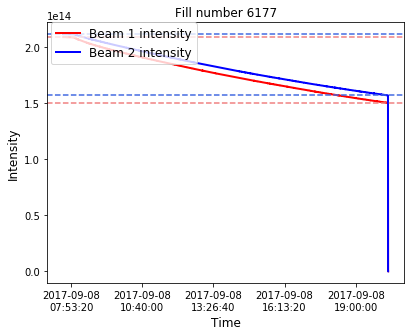 Fill number 6177
1e14
Beam 1 intensity
Beam 2 intensity
2.0
1.5
1.0
0.5
0.0
Intensity
2017-09-08
07:53:20
2017-09-08
10:40:00
2017-09-08
13:26:40
2017-09-08
16:13:20
2017-09-08
19:00:00
Time